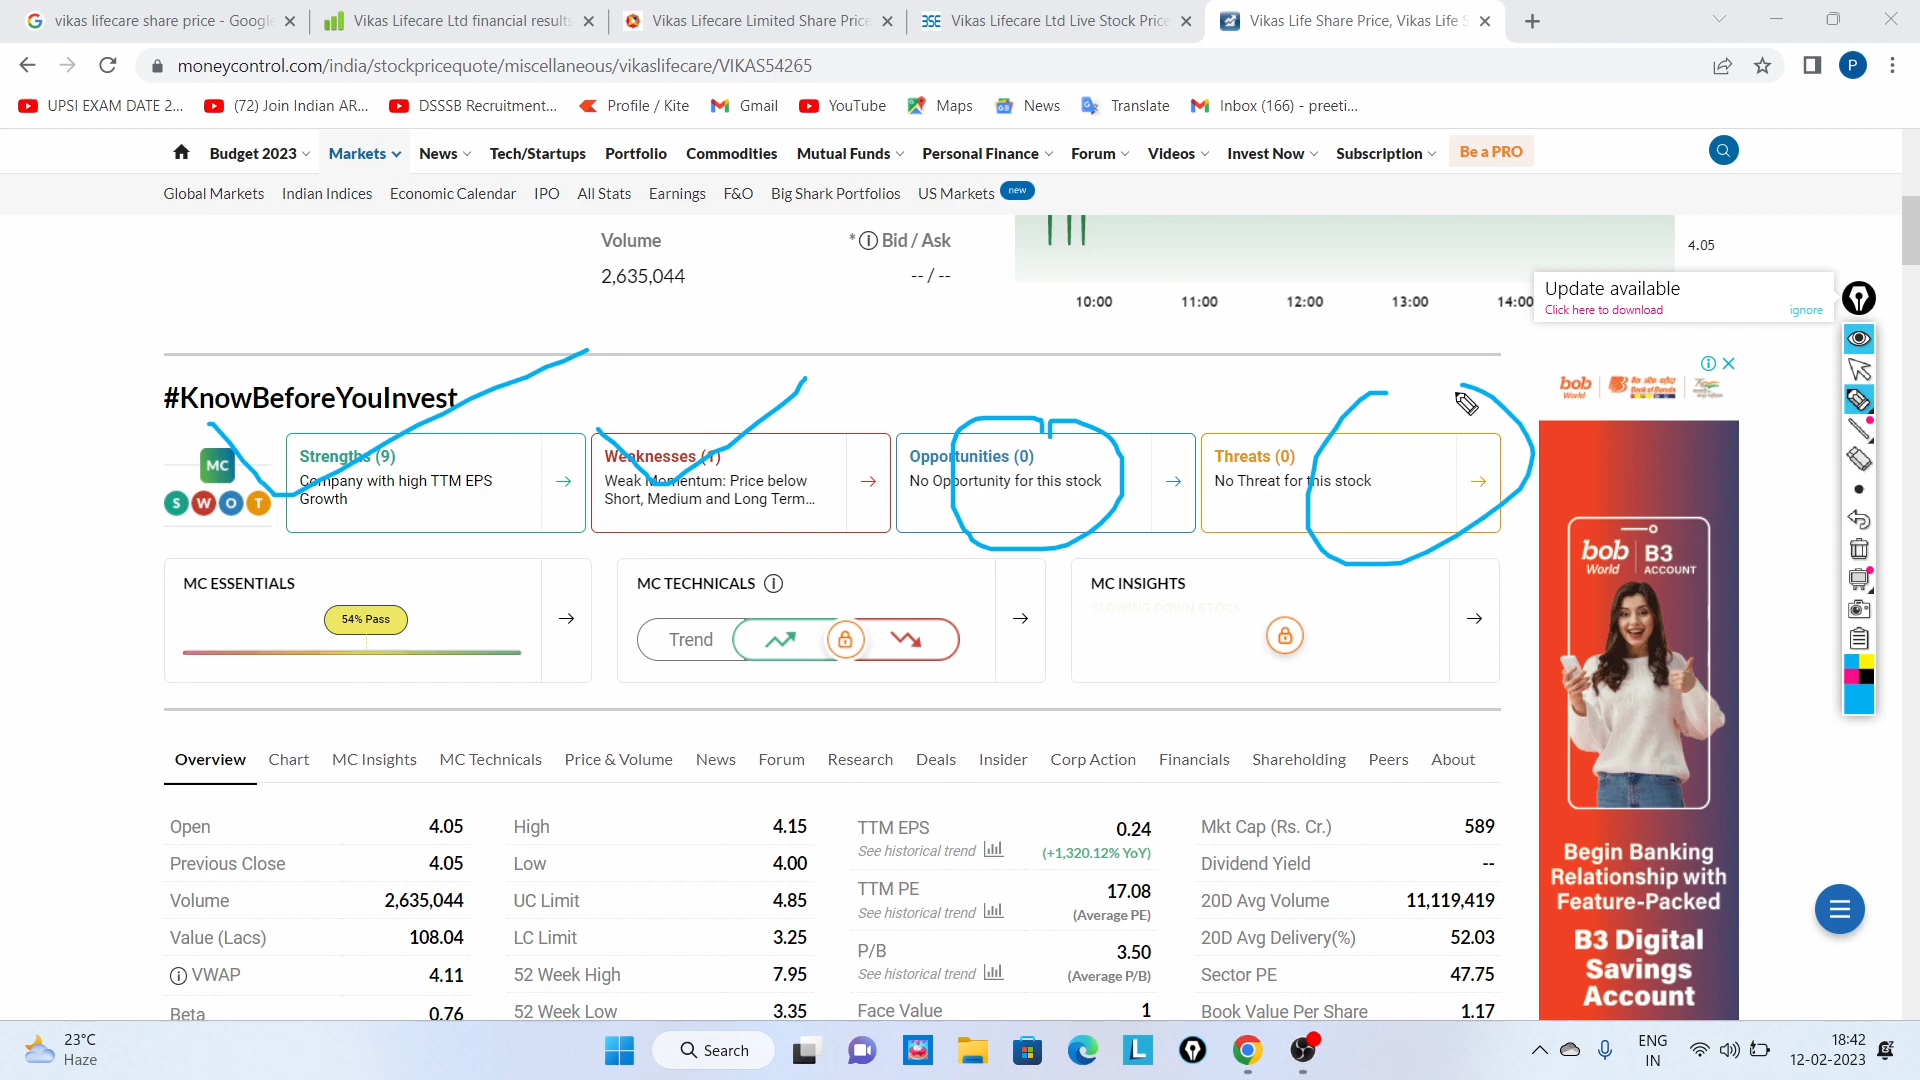 vikas lifecare share price - Google
Vikas Lifecare Ltd financial results
Vikas Lifecare Limited Share Price
Vikas Lifecare Ltd Live Stock Price
Vikas Life Share Price, Vikas Life S
moneycontrol.com/india/stockpricequote/miscellaneous/vikaslifecare/VIKAS54265
P
UPSI EXAM DATE 2...
(72) Join Indian AR...
DSSSB Recruitment...
Profile / Kite
Gmail
YouTube
Maps
News
Translate
Inbox (166) - preeti...
Budget 2023
Markets
News
Tech/Startups
Portfolio
Commodities
Mutual Funds
Personal Finance
Forum
Videos
Invest Now
Subscription
Be a PRO
Global Markets
Indian Indices
Economic Calendar
IPO
All Stats
Earnings
F&O
Big Shark Portfolios
US Markets
new
Volume
* Bid / Ask
2,635,044
-- / --
4.05
10:00 11:00 12:00 13:00 14:00
Update available
Click here to download
ignore
#KnowBeforeYouInvest
MC
S W O T
Strengths (9)
Company with high TTM EPS
Growth
Weaknesses (1)
Weak Momentum: Price below
Short, Medium and Long Term...
Opportunities (0)
No Opportunity for this stock
Threats (0)
No Threat for this stock
MC ESSENTIALS
54% Pass
MC TECHNICALS
Trend
MC INSIGHTS
SLOWING DOWN STOCK
Overview
Chart
MC Insights
MC Technicals
Price & Volume
News
Forum
Research
Deals
Insider
Corp Action
Financials
Shareholding
Peers
About
Open 4.05
Previous Close 4.05
Volume 2,635,044
Value (Lacs) 108.04
VWAP 4.11
Beta 0.76
High 4.15
Low 4.00
UC Limit 4.85
LC Limit 3.25
52 Week High 7.95
52 Week Low 3.35
TTM EPS 0.24
See historical trend (+1,320.12% YoY)
TTM PE 17.08
See historical trend (Average PE)
P/B 3.50
See historical trend (Average P/B)
Face Value 1
Mkt Cap (Rs. Cr.) 589
Dividend Yield --
20D Avg Volume 11,119,419
20D Avg Delivery(%) 52.03
Sector PE 47.75
Book Value Per Share 1.17
bob
World
bob
World
B3
ACCOUNT
Begin Banking
Relationship with
Feature-Packed
B3 Digital
Savings
Account
23°C
Haze
Search
ENG
IN
18:42
12-02-2023